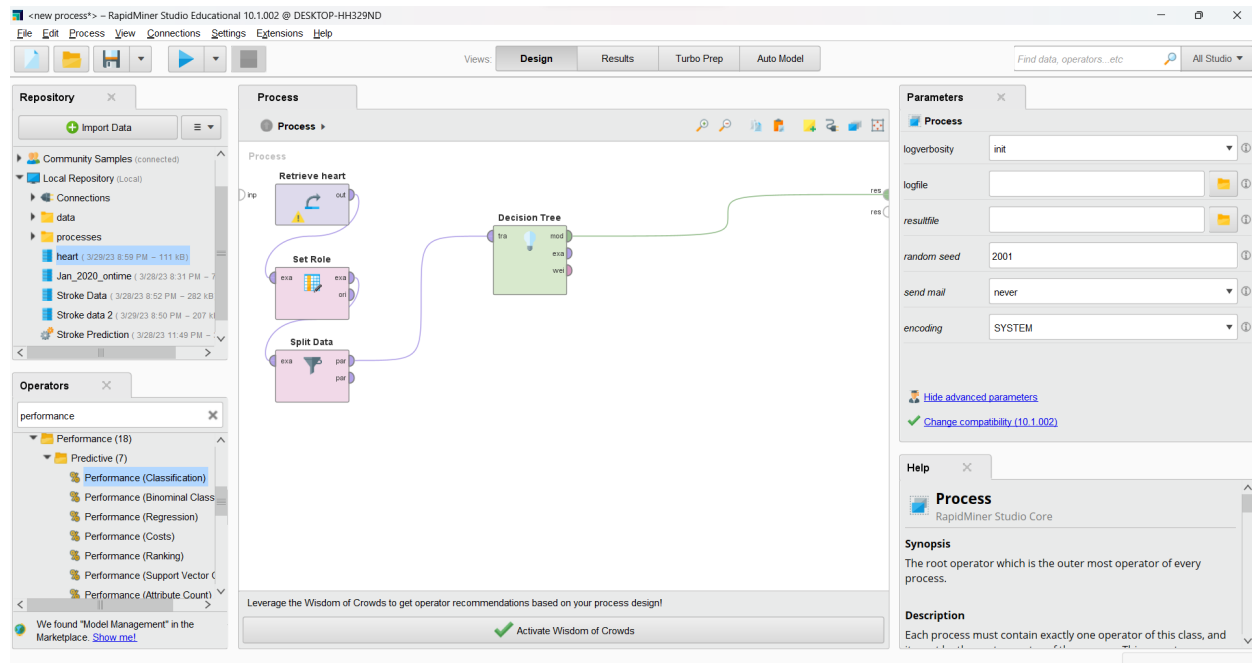 <new process*> – RapidMiner Studio Educational 10.1.002 @ DESKTOP-HH329ND
File Edit Process View Connections Settings Extensions Help
Views: Design Results Turbo Prep Auto Model
Find data, operators...etc
All Studio
Repository
Import Data
Community Samples (connected)
Local Repository (Local)
Connections
data
processes
heart ( 3/29/23 8:59 PM – 111 kB)
Jan_2020_ontime ( 3/28/23 8:31 PM – 7
Stroke Data ( 3/28/23 8:52 PM – 282 kB
Stroke data 2 ( 3/29/23 8:50 PM – 207 k
Stroke Prediction ( 3/28/23 11:49 PM –
Operators
performance
Performance (18)
Predictive (7)
Performance (Classification)
Performance (Binominal Class
Performance (Regression)
Performance (Costs)
Performance (Ranking)
Performance (Support Vector C
Performance (Attribute Count)
We found "Model Management" in the
Marketplace. Show me!
Process
Process
Process
Retrieve heart
inp
out
Set Role
exa
exa
ori
Split Data
exa
par
par
Decision Tree
tra
mod
exa
wei
res
res
Leverage the Wisdom of Crowds to get operator recommendations based on your process design!
Activate Wisdom of Crowds
Parameters
Process
logverbosity
init
logfile
resultfile
random seed
2001
send mail
never
encoding
SYSTEM
Hide advanced parameters
Change compatibility (10.1.002)
Help
Process
RapidMiner Studio Core
Synopsis
The root operator which is the outer most operator of every
process.
Description
Each process must contain exactly one operator of this class, and